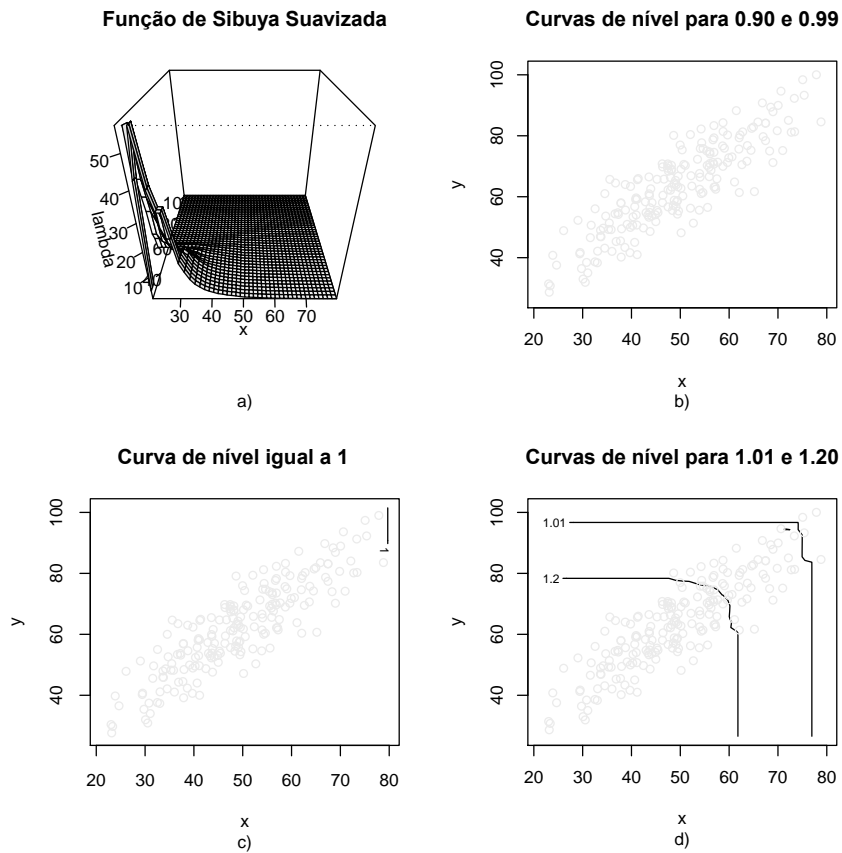 Função de Sibuya Suavizada
50
40
30
20
10
lambda
30 40 50 60 70
x
a)
Curvas de nível para 0.90 e 0.99
100
80
60
40
y
20 30 40 50 60 70 80
x
b)
Curva de nível igual a 1
100
80
60
40
y
1
20 30 40 50 60 70 80
x
c)
Curvas de nível para 1.01 e 1.20
100
80
60
40
y
1.01
1.2
20 30 40 50 60 70 80
x
d)